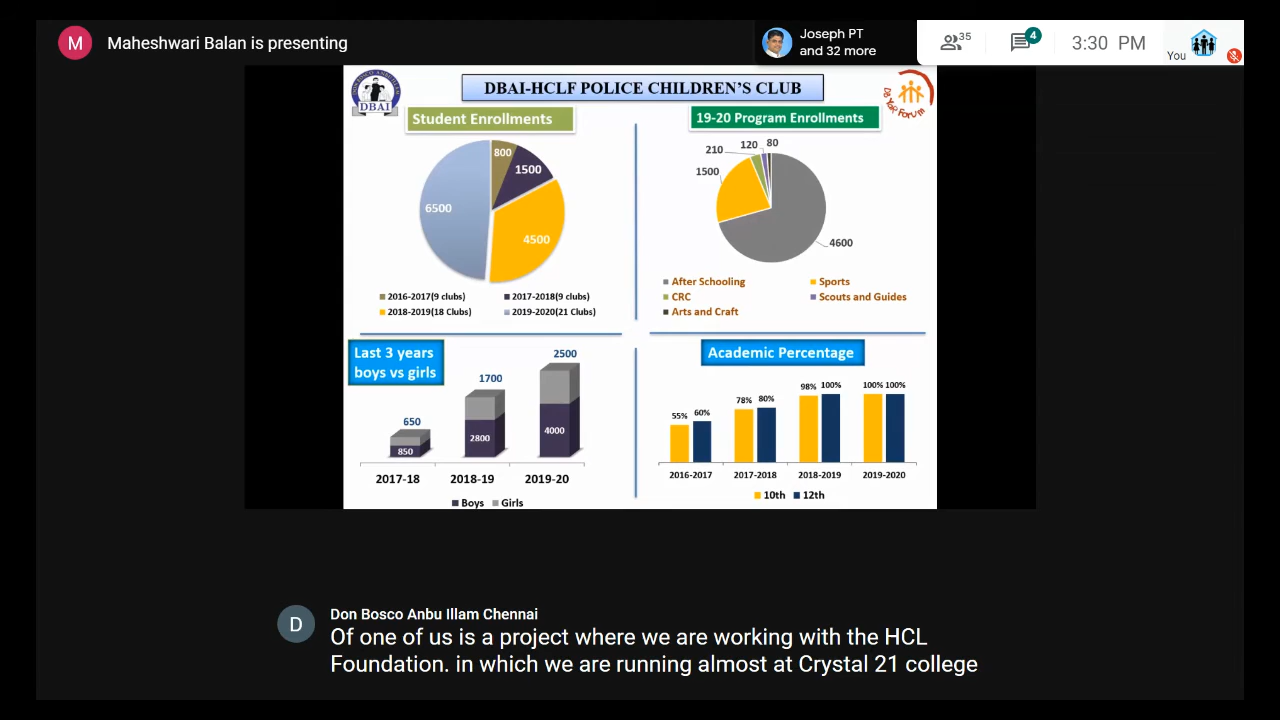 M
Maheshwari Balan is presenting
Joseph PT
and 32 more
35
4
3:30 PM
You
DBAI
DBAI-HCLF POLICE CHILDREN'S CLUB
YaR Forum
Student Enrollments
800
1500
6500
4500
2016-2017(9 clubs)
2017-2018(9 clubs)
2018-2019(18 Clubs)
2019-2020(21 Clubs)
19-20 Program Enrollments
210
120
80
1500
4600
After Schooling
Sports
CRC
Scouts and Guides
Arts and Craft
Last 3 years
boys vs girls
650
1700
2500
850
2800
4000
2017-18
2018-19
2019-20
Boys
Girls
Academic Percentage
55%
60%
78%
80%
98%
100%
100%
100%
2016-2017
2017-2018
2018-2019
2019-2020
10th
12th
D
Don Bosco Anbu Illam Chennai
Of one of us is a project where we are working with the HCL
Foundation. in which we are running almost at Crystal 21 college